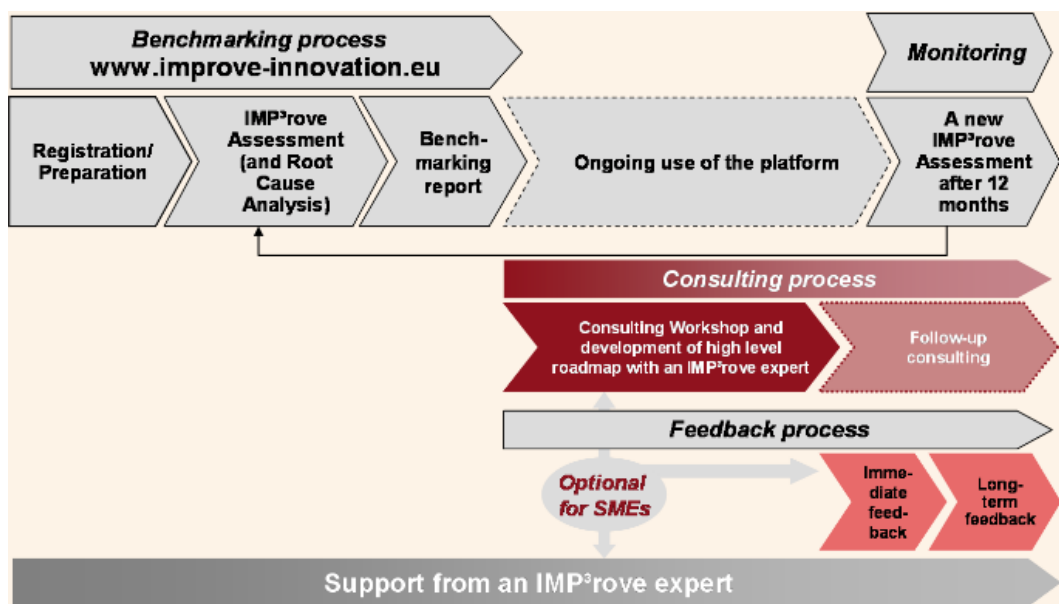 Benchmarking process
www.improve-innovation.eu
Monitoring
Registration/
Preparation
IMP³rove
Assessment
(and Root
Cause
Analysis)
Bench-
marking
report
Ongoing use of the platform
A new
IMP³rove
Assessment
after 12
months
Consulting process
Consulting Workshop and
development of high level
roadmap with an IMP³rove expert
Follow-up
consulting
Feedback process
Optional
for SMEs
Imme-
diate
feed-
back
Long-
term
feedback
Support from an IMP³rove expert